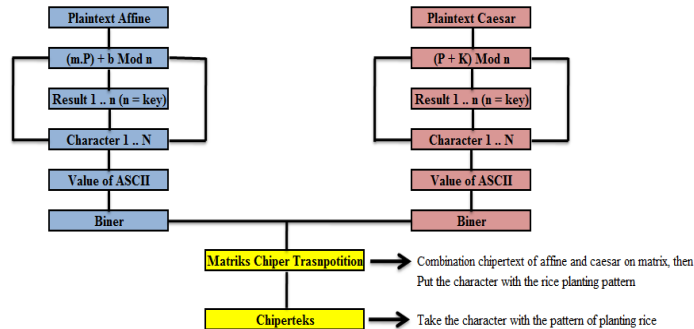 Plaintext Affine
(m.P) + b Mod n
Result 1 .. n (n = key)
Character 1 .. N
Value of ASCII
Biner
Plaintext Caesar
(P + K) Mod n
Result 1 .. n (n = key)
Character 1 .. N
Value of ASCII
Biner
Matriks Chiper Trasnpotition
Combination chipertext of affine and caesar on matrix, then
Put the character with the rice planting pattern
Chiperteks
Take the character with the pattern of planting rice